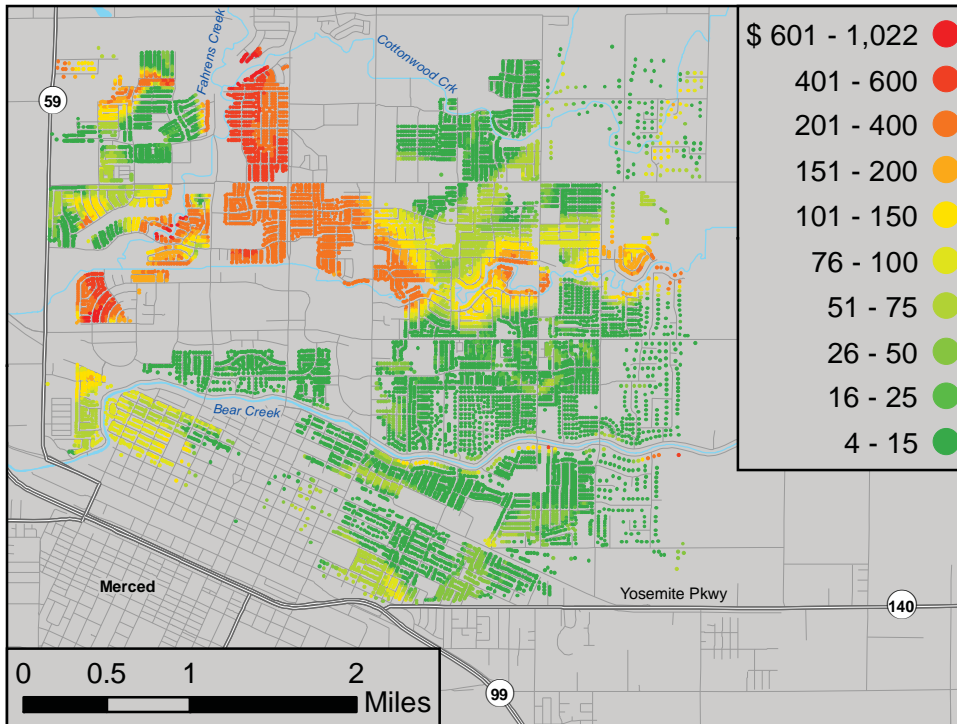 Fahrens Creek
Cottonwood Crk
59
$ 601 - 1,022
401 - 600
201 - 400
151 - 200
101 - 150
76 - 100
51 - 75
26 - 50
16 - 25
4 - 15
Bear Creek
Merced
Yosemite Pkwy
140
99
0 0.5 1 2
Miles